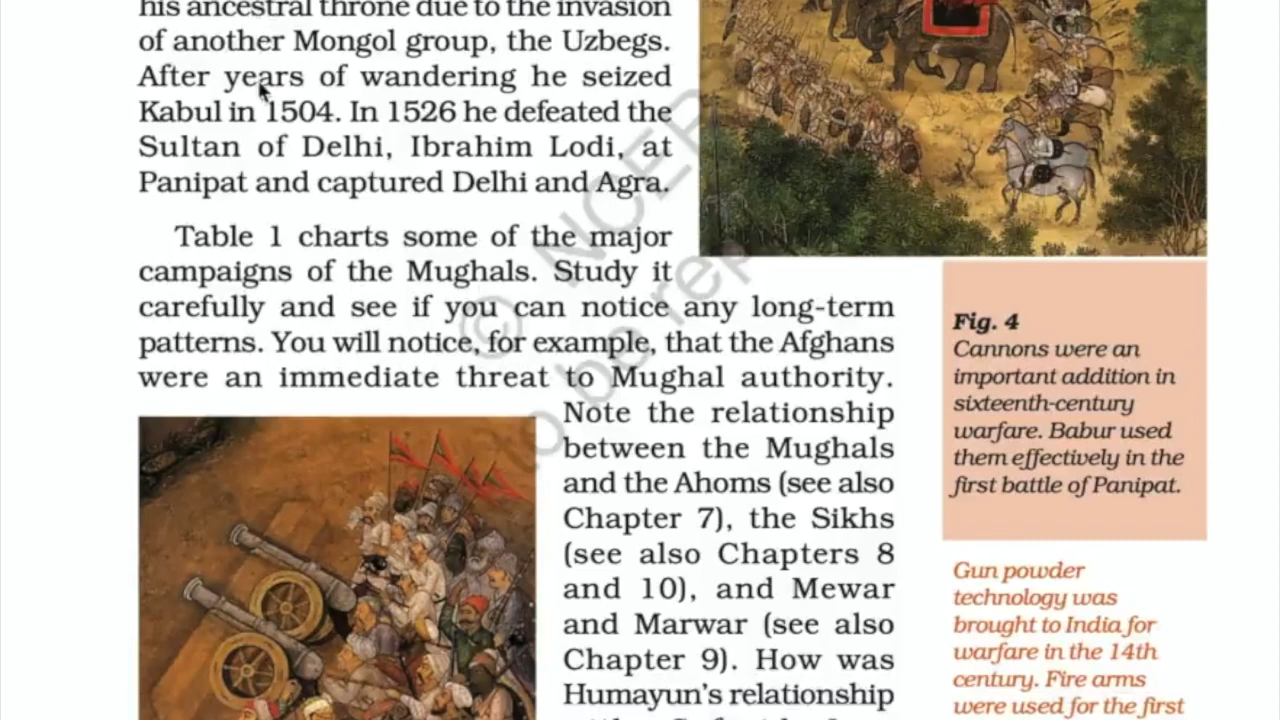 his ancestral throne due to the invasion
of another Mongol group, the Uzbegs.
After years of wandering he seized
Kabul in 1504. In 1526 he defeated the
Sultan of Delhi, Ibrahim Lodi, at
Panipat and captured Delhi and Agra.
Table 1 charts some of the major
campaigns of the Mughals. Study it
carefully and see if you can notice any long-term
patterns. You will notice, for example, that the Afghans
were an immediate threat to Mughal authority.
Note the relationship
between the Mughals
and the Ahoms (see also
Chapter 7), the Sikhs
(see also Chapters 8
and 10), and Mewar
and Marwar (see also
Chapter 9). How was
Humayun's relationship
Fig. 4
Cannons were an
important addition in
sixteenth-century
warfare. Babur used
them effectively in the
first battle of Panipat.
Gun powder
technology was
brought to India for
warfare in the 14th
century. Fire arms
were used for the first
© NCER
to be rep